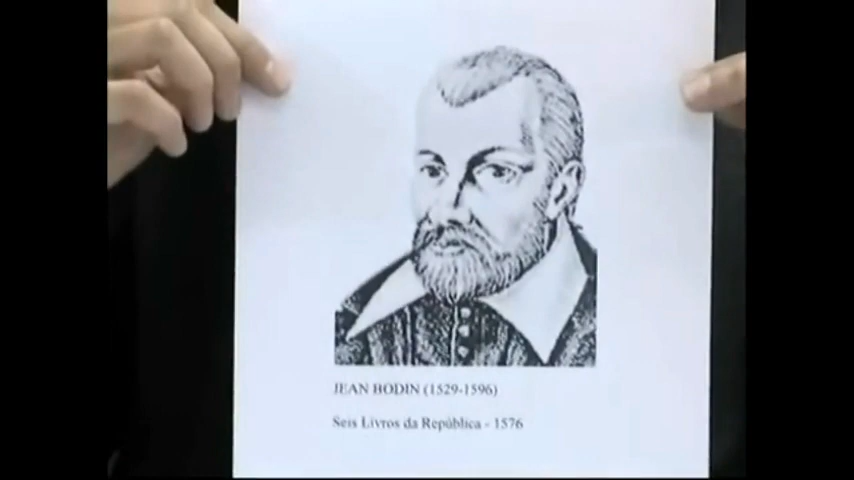 JEAN BODIN (1529-1596)
Seis Livros da República - 1576